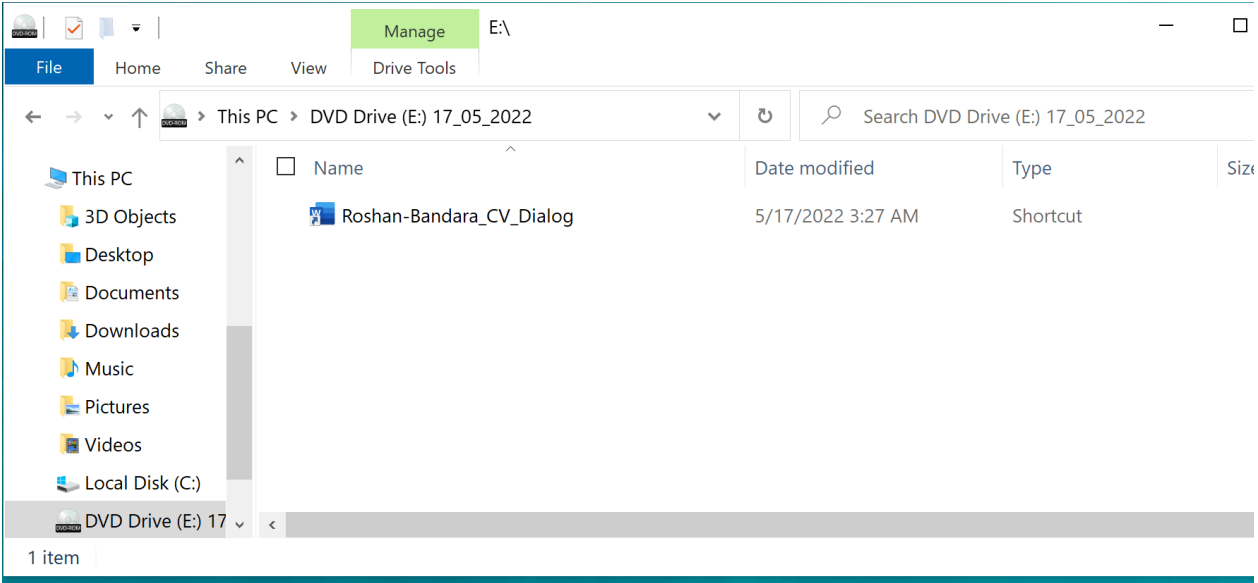 Manage E:\
File Home Share View Drive Tools
This PC DVD Drive (E:) 17_05_2022 Search DVD Drive (E:) 17_05_2022
Name Date modified Type Size
Roshan-Bandara_CV_Dialog 5/17/2022 3:27 AM Shortcut
This PC
3D Objects
Desktop
Documents
Downloads
Music
Pictures
Videos
Local Disk (C:)
DVD Drive (E:) 17
1 item